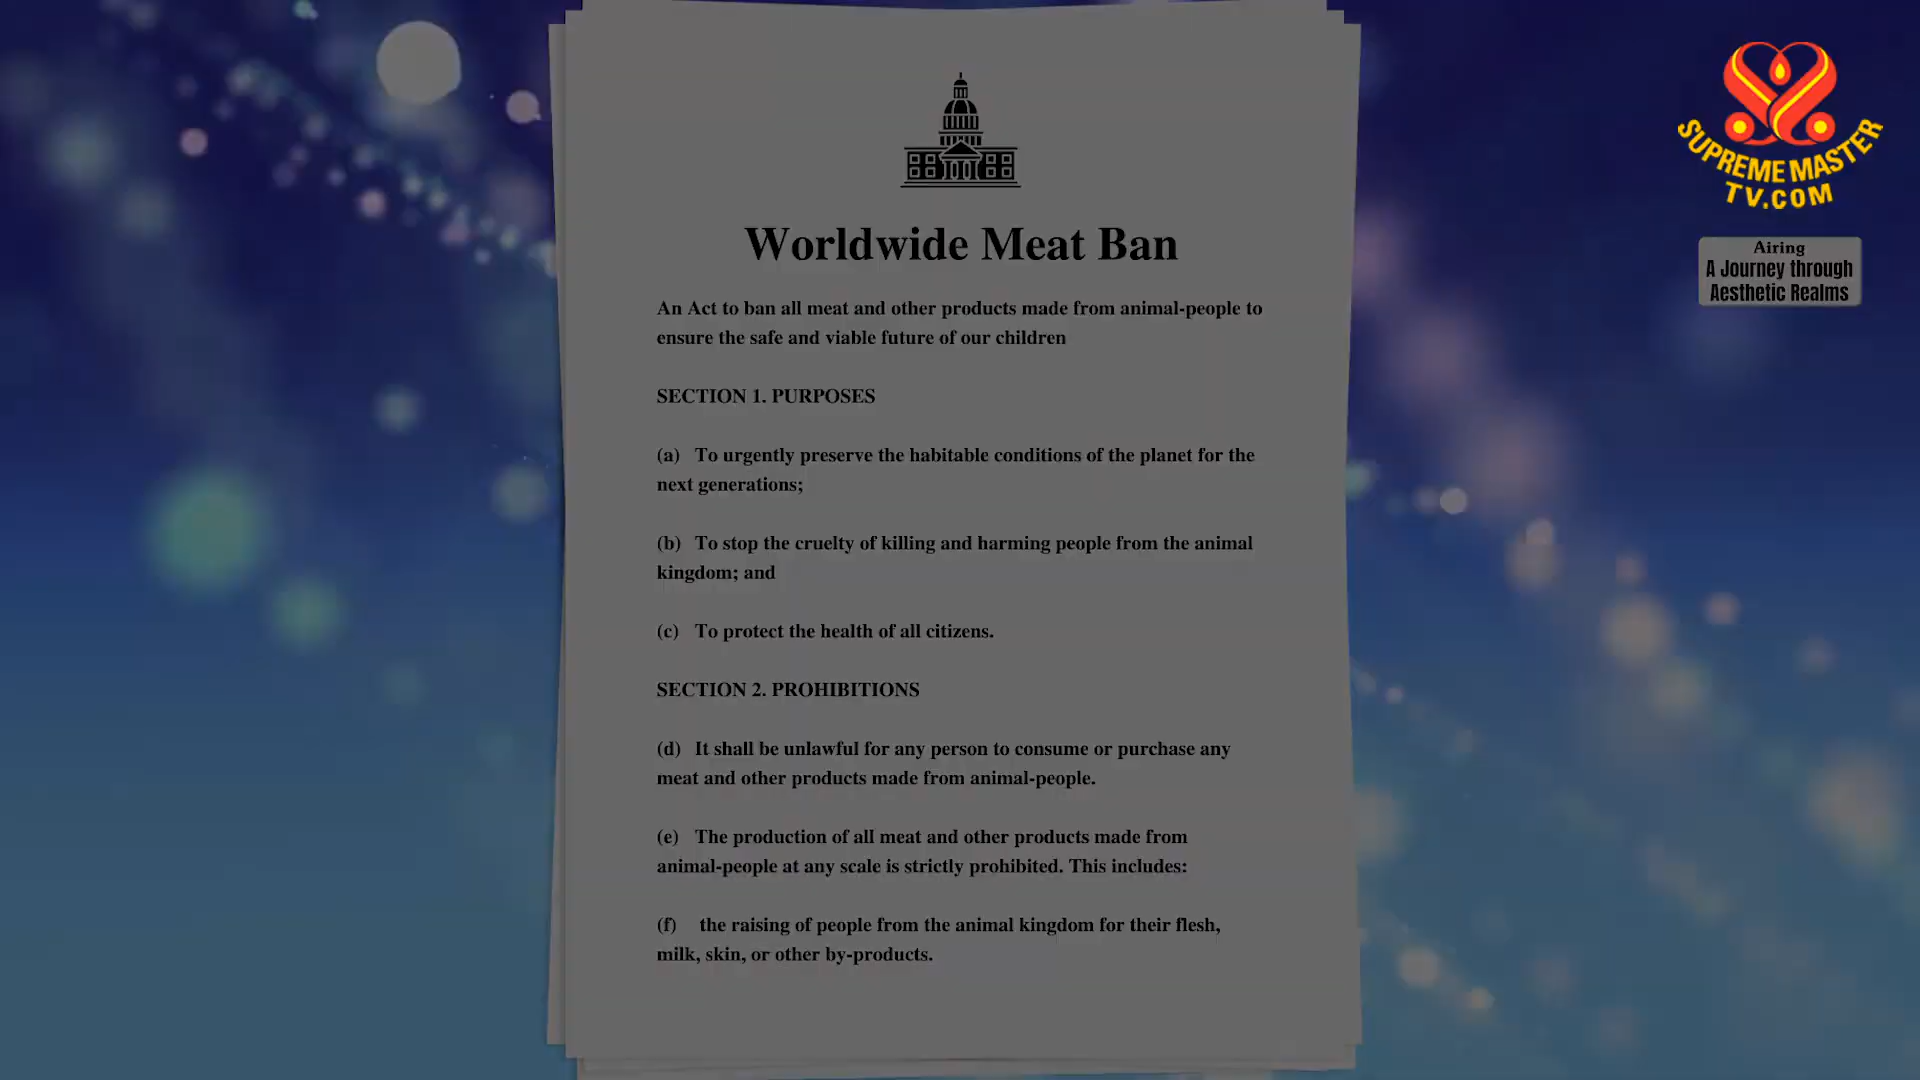 Worldwide Meat Ban
An Act to ban all meat and other products made from animal-people to
ensure the safe and viable future of our children
SECTION 1. PURPOSES
(a) To urgently preserve the habitable conditions of the planet for the
next generations;
(b) To stop the cruelty of killing and harming people from the animal
kingdom; and
(c) To protect the health of all citizens.
SECTION 2. PROHIBITIONS
(d) It shall be unlawful for any person to consume or purchase any
meat and other products made from animal-people.
(e) The production of all meat and other products made from
animal-people at any scale is strictly prohibited. This includes:
(f) the raising of people from the animal kingdom for their flesh,
milk, skin, or other by-products.
SUPREME MASTER
TV.COM
Airing
A Journey through
Aesthetic Realms